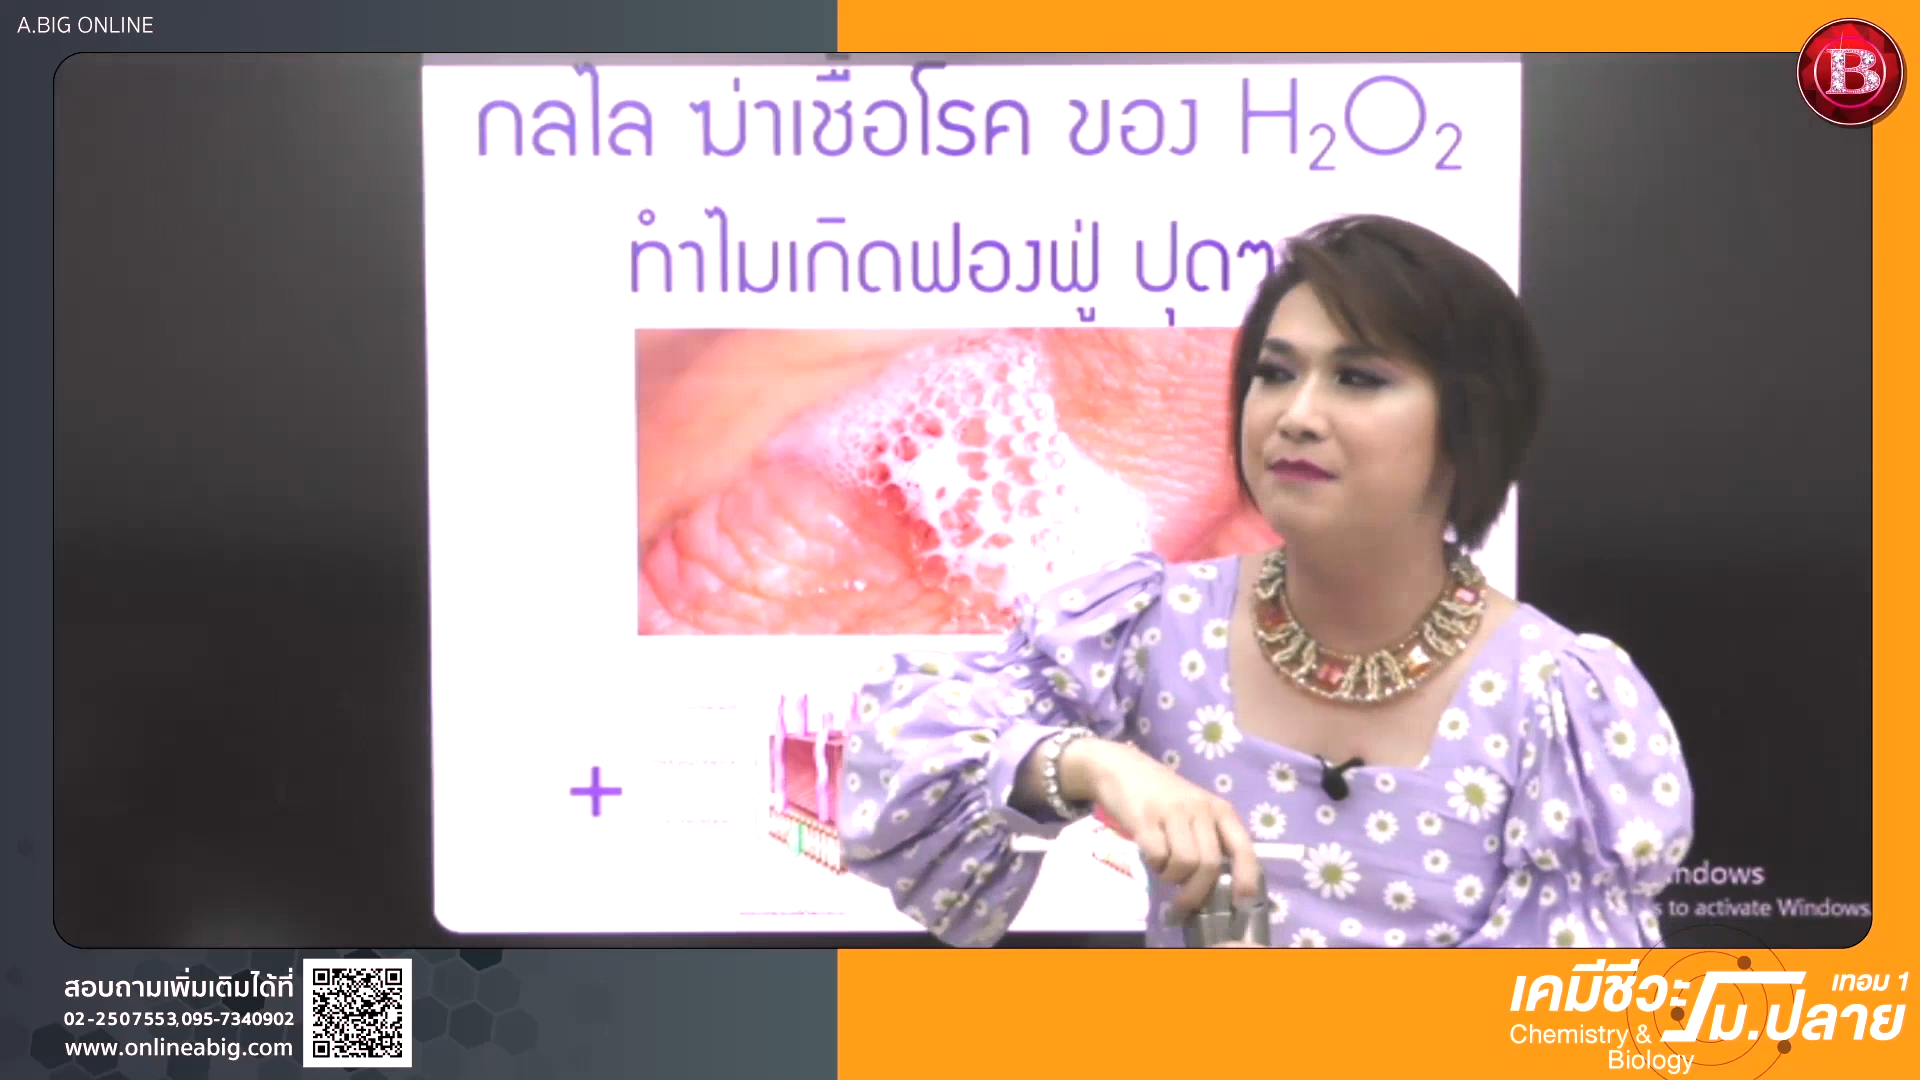 A.BIG ONLINE
B
กลไล ฆ่าเชื้อโรค ของ H₂O₂
ทำไมเกิดฟองฟู่ ปุดๆ
+
ndows
s to activate Windows.
สอบถามเพิ่มเติมได้ที่
02-2507553,095-7340902
www.onlineabig.com
เคมีชีวะ ม.ปลาย เทอม 1
Chemistry &
Biology